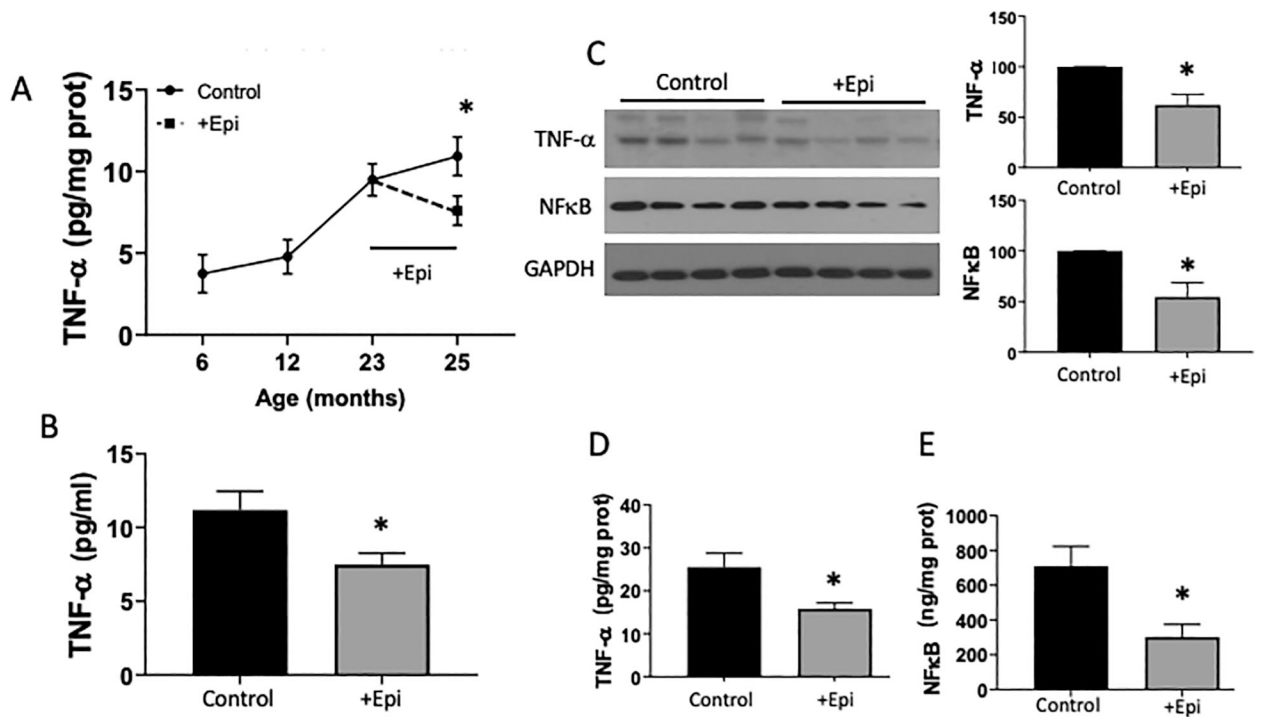 A
TNF-α (pg/mg prot)
15
10
5
0
Control
+Epi
*
+Epi
6 12 23 25
Age (months)
B
TNF-α (pg/ml)
15
10
5
0
*
Control +Epi
C
Control +Epi
TNF-α
NFκB
GAPDH
TNF-α
150
100
50
0
*
Control +Epi
NFκB
150
100
50
0
*
Control +Epi
D
TNF-α (pg/mg prot)
40
30
20
10
0
*
Control +Epi
E
NFκB (ng/mg prot)
1000
800
600
400
200
0
*
Control +Epi